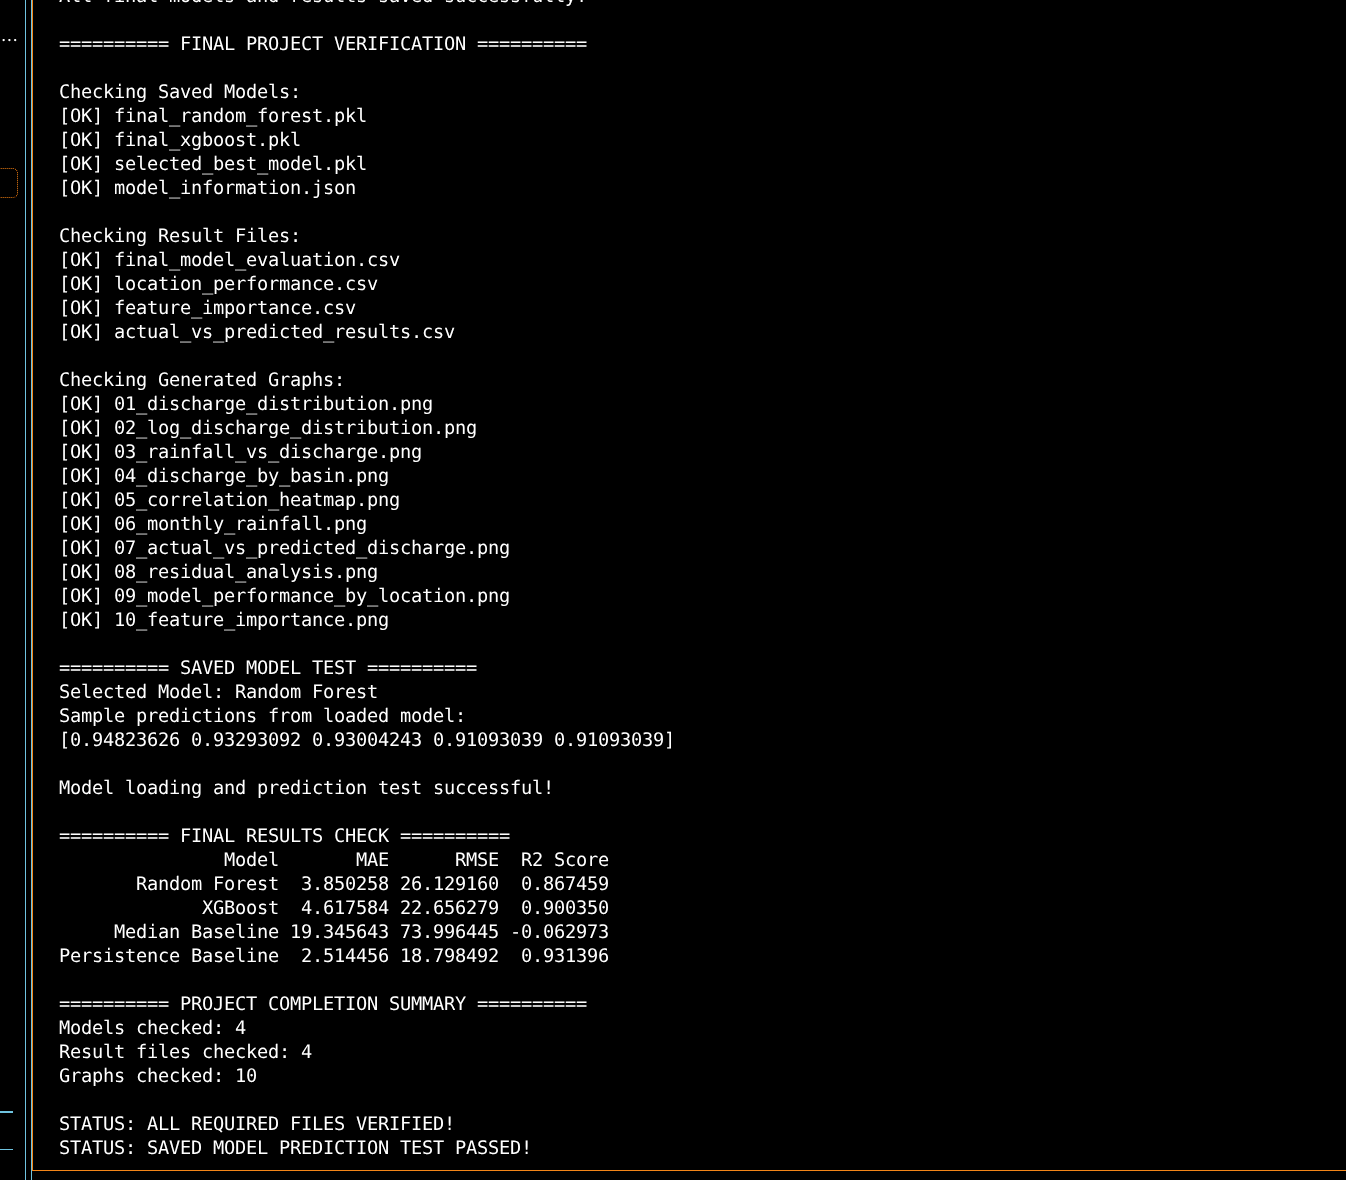 All final models and results saved successfully!
========== FINAL PROJECT VERIFICATION ==========
Checking Saved Models:
[OK] final_random_forest.pkl
[OK] final_xgboost.pkl
[OK] selected_best_model.pkl
[OK] model_information.json
Checking Result Files:
[OK] final_model_evaluation.csv
[OK] location_performance.csv
[OK] feature_importance.csv
[OK] actual_vs_predicted_results.csv
Checking Generated Graphs:
[OK] 01_discharge_distribution.png
[OK] 02_log_discharge_distribution.png
[OK] 03_rainfall_vs_discharge.png
[OK] 04_discharge_by_basin.png
[OK] 05_correlation_heatmap.png
[OK] 06_monthly_rainfall.png
[OK] 07_actual_vs_predicted_discharge.png
[OK] 08_residual_analysis.png
[OK] 09_model_performance_by_location.png
[OK] 10_feature_importance.png
========== SAVED MODEL TEST ==========
Selected Model: Random Forest
Sample predictions from loaded model:
[0.94823626 0.93293092 0.93004243 0.91093039 0.91093039]
Model loading and prediction test successful!
========== FINAL RESULTS CHECK ==========
Model MAE RMSE R2 Score
Random Forest 3.850258 26.129160 0.867459
XGBoost 4.617584 22.656279 0.900350
Median Baseline 19.345643 73.996445 -0.062973
Persistence Baseline 2.514456 18.798492 0.931396
========== PROJECT COMPLETION SUMMARY ==========
Models checked: 4
Result files checked: 4
Graphs checked: 10
STATUS: ALL REQUIRED FILES VERIFIED!
STATUS: SAVED MODEL PREDICTION TEST PASSED!